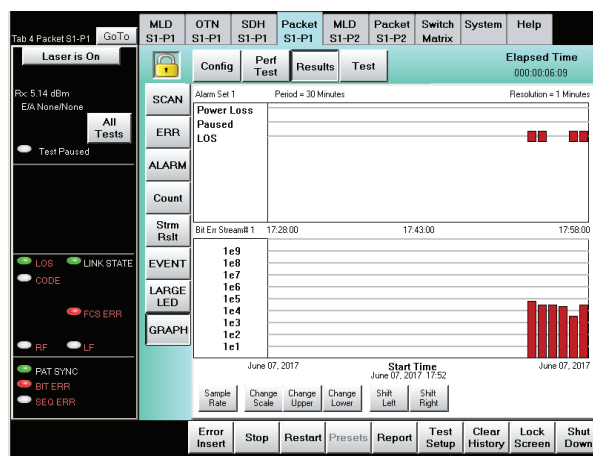 Tab 4 Packet S1-P1 GoTo
MLD S1-P1
OTN S1-P1
SDH S1-P1
Packet S1-P1
MLD S1-P2
Packet S1-P2
Switch Matrix
System
Help
Laser is On
Rx: 5.14 dBm
E/A None/None
All Tests
Test Paused
LOS LINK STATE
CODE
FCS ERR
RF LF
PAT SYNC
BIT ERR
SEQ ERR
Config
Perf Test
Results
Test
Elapsed Time
000:00:06:09
SCAN
ERR
ALARM
Count
Strm Rslt
EVENT
LARGE LED
GRAPH
Alarm Set 1 Period = 30 Minutes Resolution = 1 Minutes
Power Loss
Paused
LOS
Bit Err Stream# 1 17:28:00 17:43:00 17:58:00
1e9
1e8
1e7
1e6
1e5
1e4
1e3
1e2
1e1
June 07, 2017 Start Time June 07, 2017
June 07, 2017 17:52
Sample Rate
Change Scale
Change Upper
Change Lower
Shift Left
Shift Right
Error Insert
Stop
Restart
Presets
Report
Test Setup
Clear History
Lock Screen
Shut Down